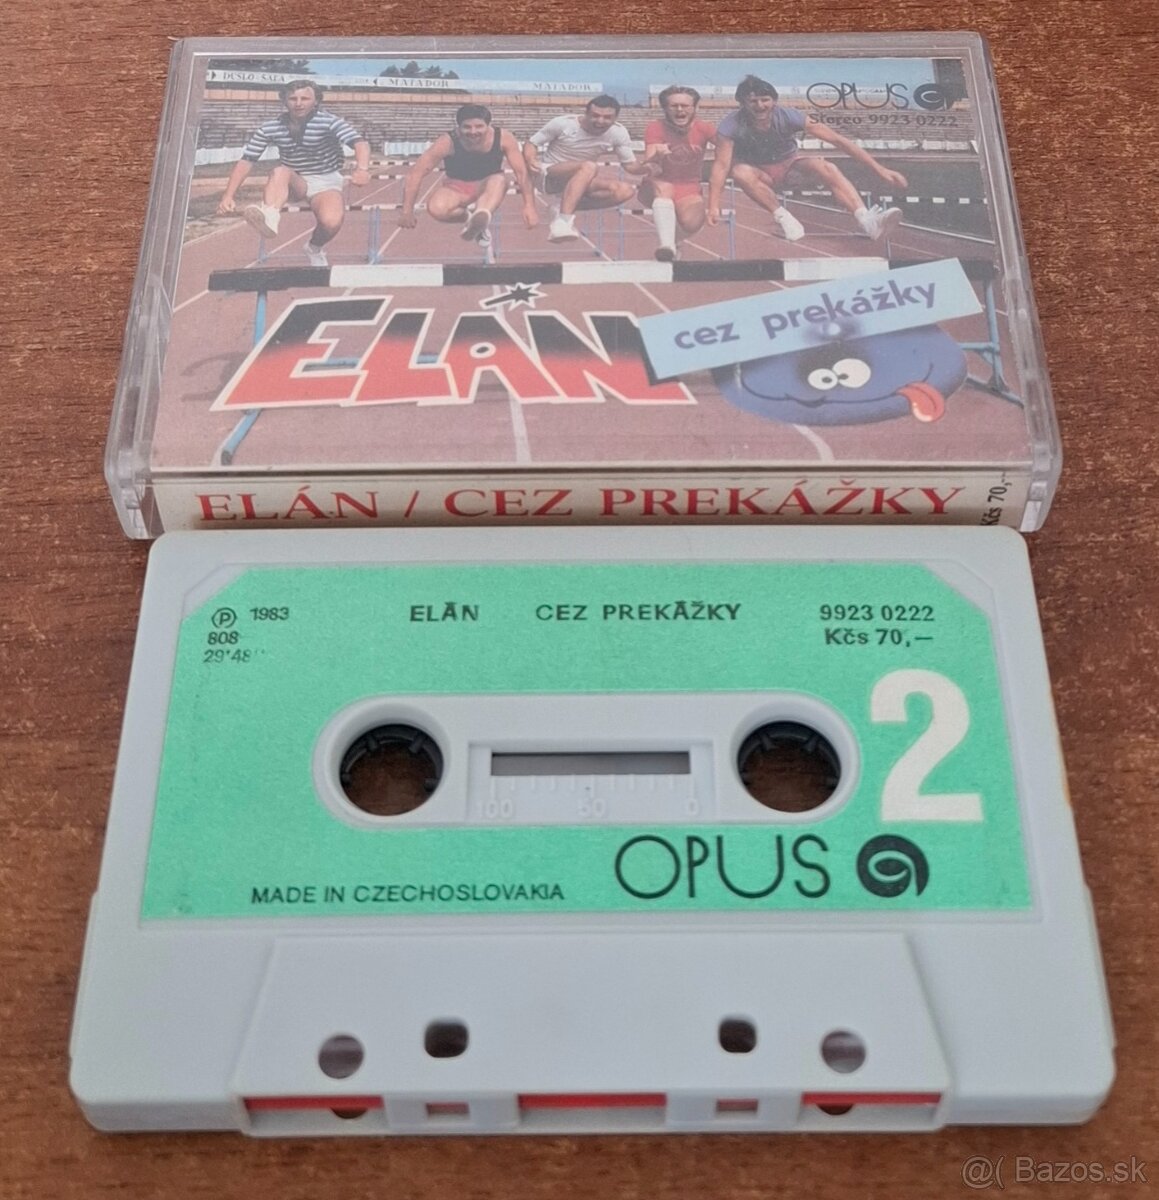 DUSLO ŠAĽA
MATADOR
MATADOR
OPUS
Stereo 9923 0222
ELÁN
cez prekážky
ELÁN / CEZ PREKÁŽKY
Kčs 70,-
Ⓟ 1983
808
29'48''
ELÁN CEZ PREKÁŽKY
9923 0222
Kčs 70,—
2
100 50 0
OPUS
MADE IN CZECHOSLOVAKIA
@( Bazos.sk